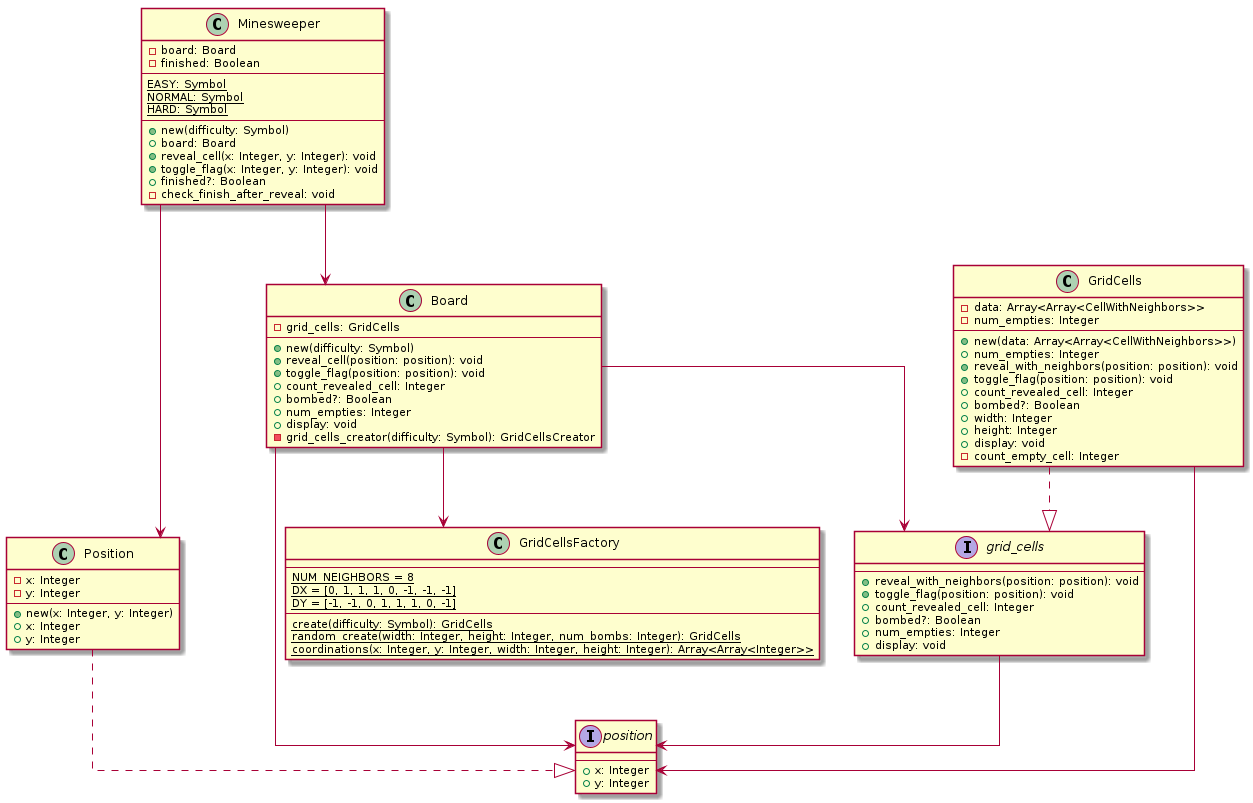 C Minesweeper
board: Board
finished: Boolean
EASY: Symbol
NORMAL: Symbol
HARD: Symbol
new(difficulty: Symbol)
board: Board
reveal_cell(x: Integer, y: Integer): void
toggle_flag(x: Integer, y: Integer): void
finished?: Boolean
check_finish_after_reveal: void
C GridCells
data: Array<Array<CellWithNeighbors>>
num_empties: Integer
new(data: Array<Array<CellWithNeighbors>>)
num_empties: Integer
reveal_with_neighbors(position: position): void
toggle_flag(position: position): void
count_revealed_cell: Integer
bombed?: Boolean
width: Integer
height: Integer
display: void
count_empty_cell: Integer
C Board
grid_cells: GridCells
new(difficulty: Symbol)
reveal_cell(position: position): void
toggle_flag(position: position): void
count_revealed_cell: Integer
bombed?: Boolean
num_empties: Integer
display: void
grid_cells_creator(difficulty: Symbol): GridCellsCreator
C Position
x: Integer
y: Integer
new(x: Integer, y: Integer)
x: Integer
y: Integer
C GridCellsFactory
NUM_NEIGHBORS = 8
DX = [0, 1, 1, 1, 0, -1, -1, -1]
DY = [-1, -1, 0, 1, 1, 1, 0, -1]
create(difficulty: Symbol): GridCells
random_create(width: Integer, height: Integer, num_bombs: Integer): GridCells
coordinations(x: Integer, y: Integer, width: Integer, height: Integer): Array<Array<Integer>>
I grid_cells
reveal_with_neighbors(position: position): void
toggle_flag(position: position): void
count_revealed_cell: Integer
bombed?: Boolean
num_empties: Integer
display: void
I position
x: Integer
y: Integer